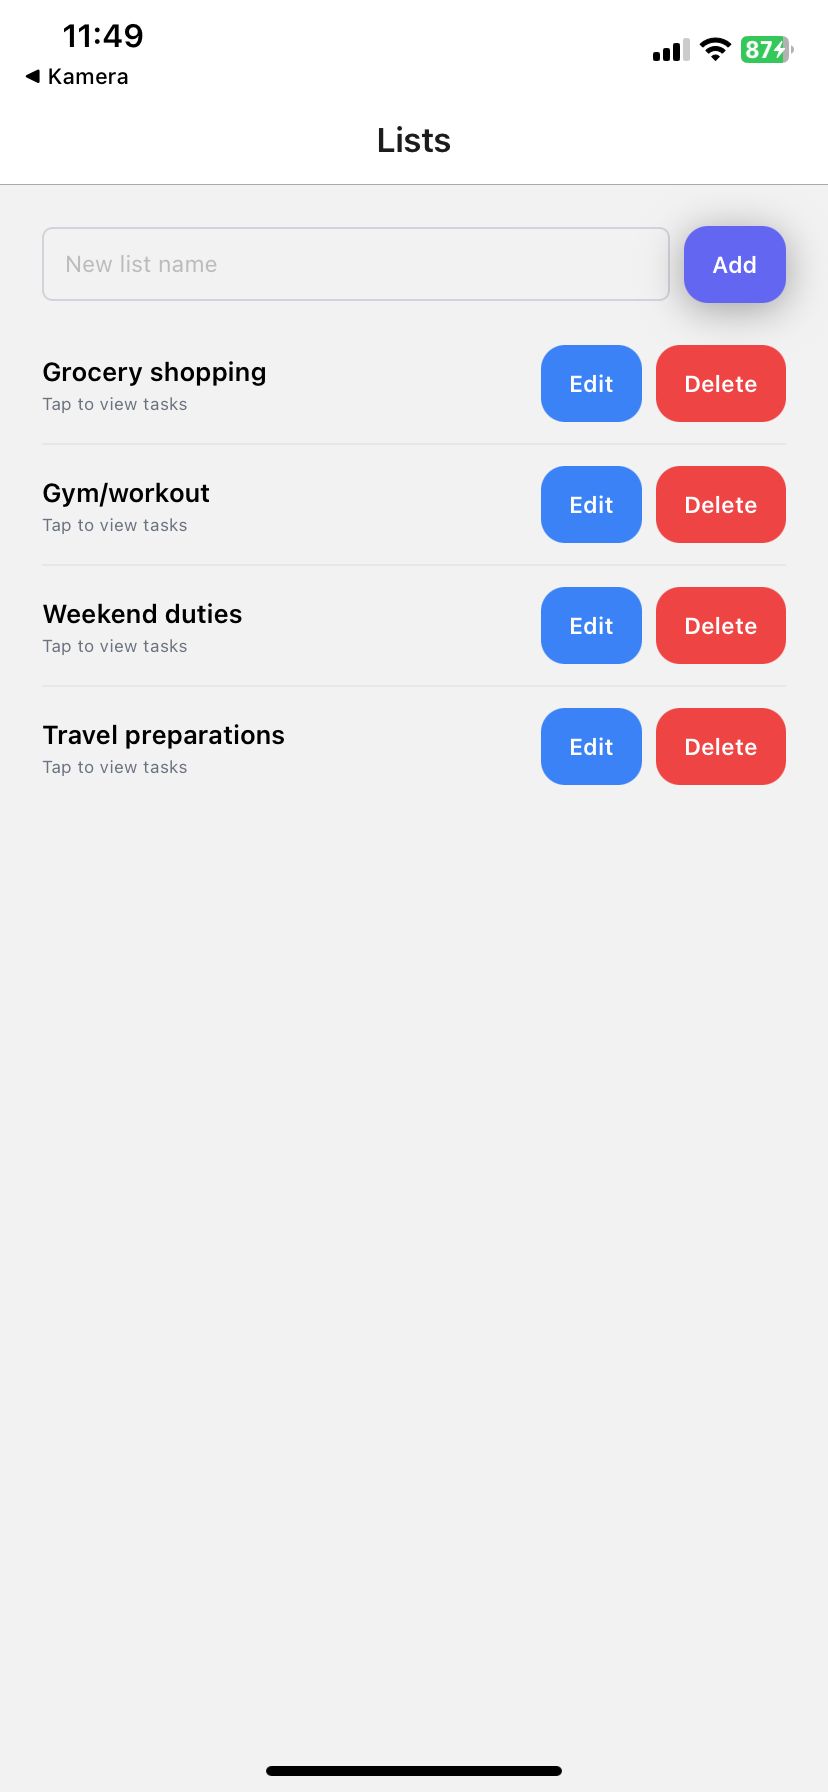 11:49
87
◀ Kamera
Lists
New list name
Add
Grocery shopping
Tap to view tasks
Edit
Delete
Gym/workout
Tap to view tasks
Edit
Delete
Weekend duties
Tap to view tasks
Edit
Delete
Travel preparations
Tap to view tasks
Edit
Delete